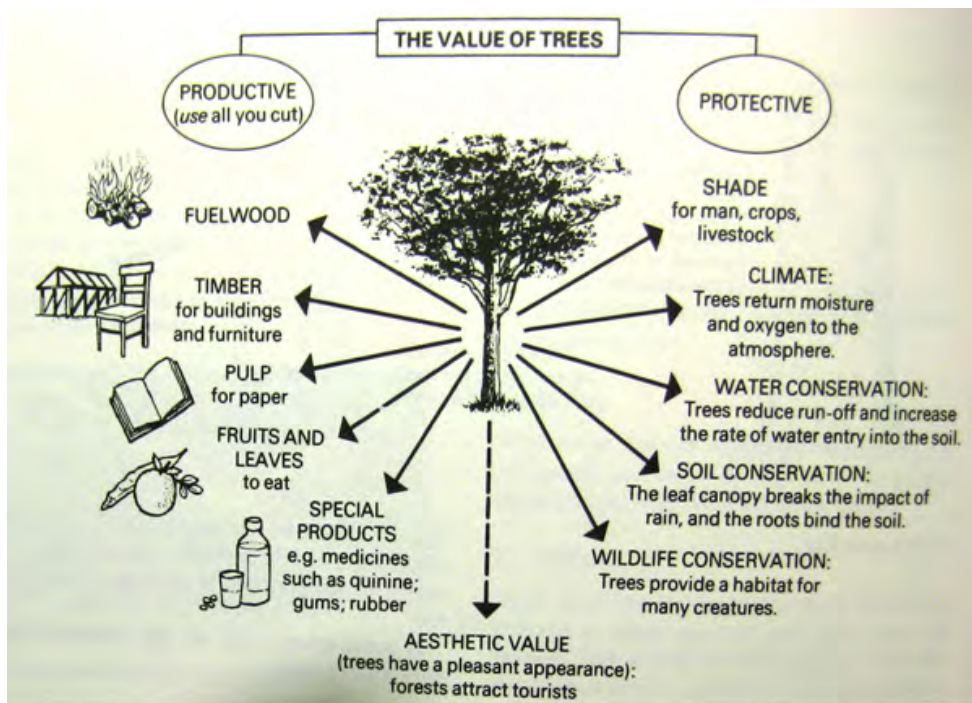 THE VALUE OF TREES
PRODUCTIVE
(use all you cut)
PROTECTIVE
FUELWOOD
TIMBER
for buildings
and furniture
PULP
for paper
FRUITS AND
LEAVES
to eat
SPECIAL
PRODUCTS
e.g. medicines
such as quinine;
gums; rubber
SHADE
for man, crops,
livestock
CLIMATE:
Trees return moisture
and oxygen to the
atmosphere.
WATER CONSERVATION:
Trees reduce run-off and increase
the rate of water entry into the soil.
SOIL CONSERVATION:
The leaf canopy breaks the impact of
rain, and the roots bind the soil.
WILDLIFE CONSERVATION:
Trees provide a habitat for
many creatures.
AESTHETIC VALUE
(trees have a pleasant appearance):
forests attract tourists